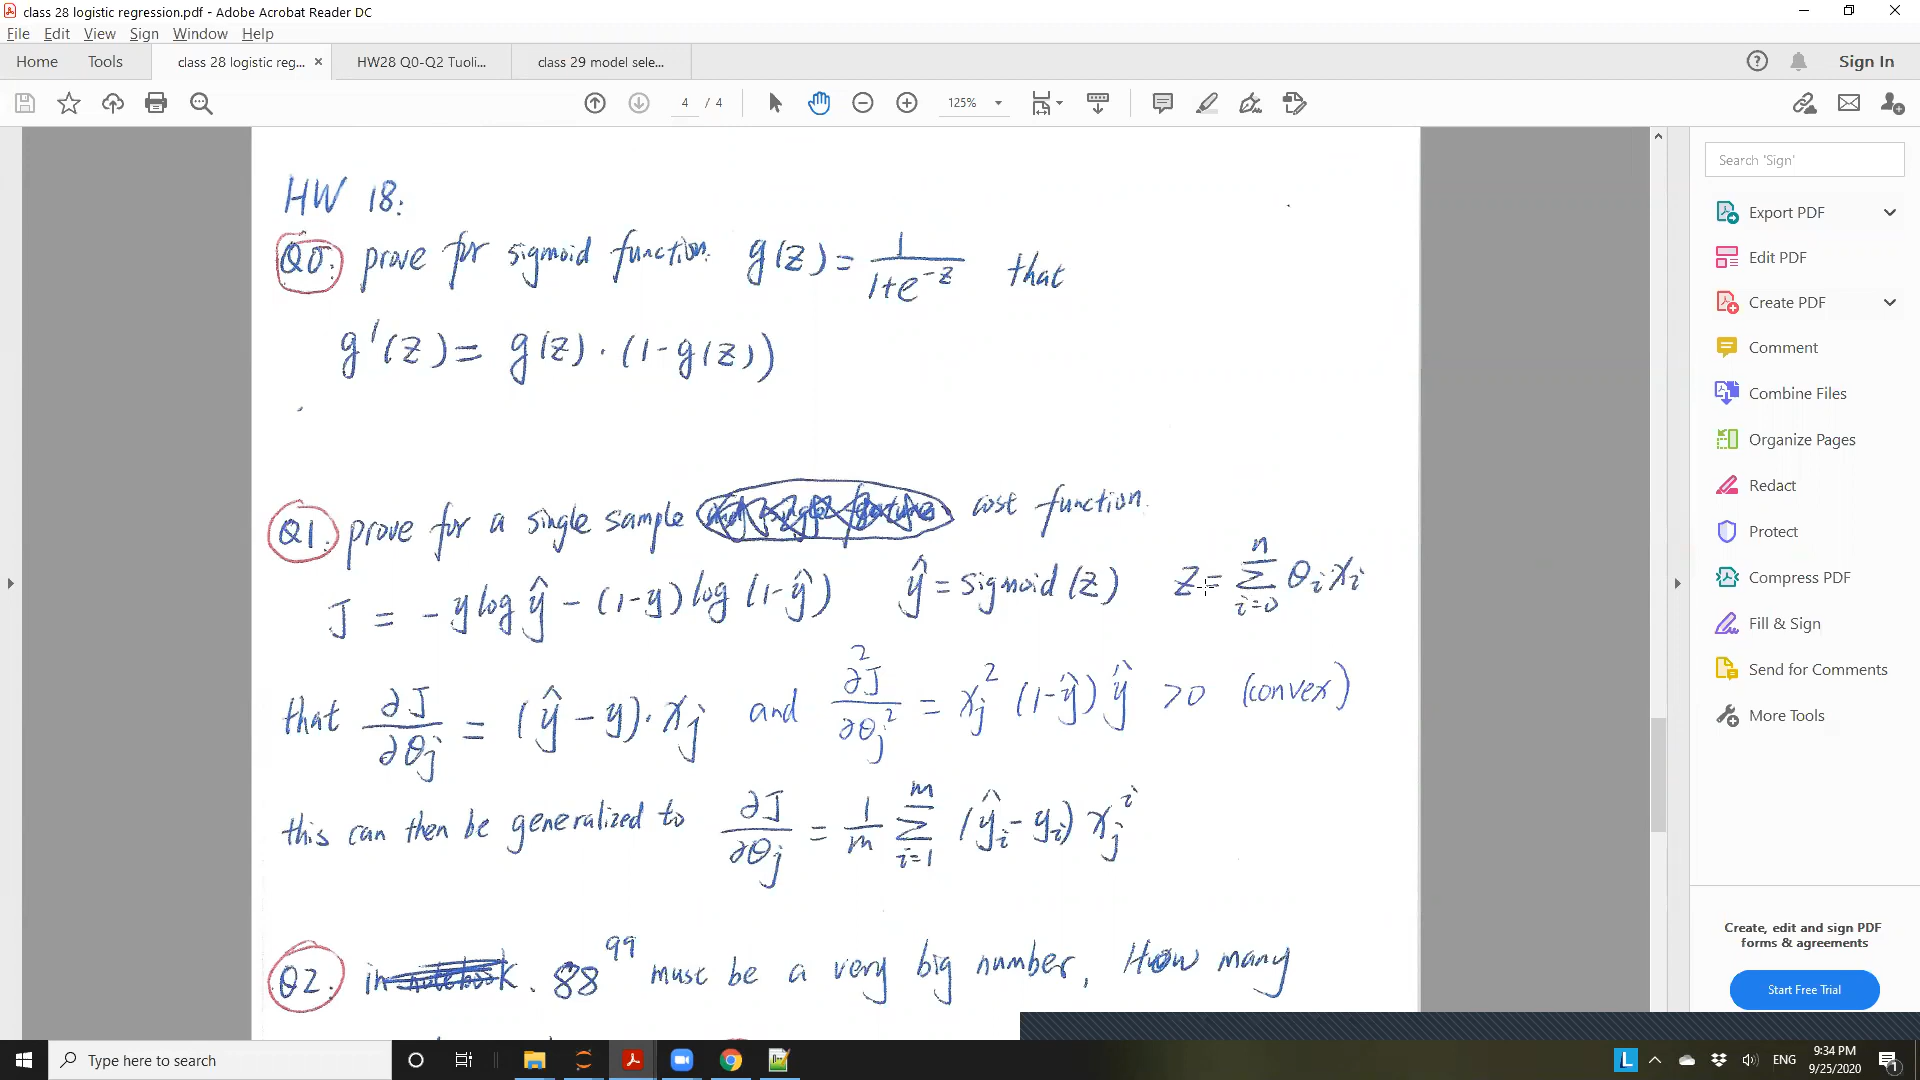 class 28 logistic regression.pdf - Adobe Acrobat Reader DC
File Edit View Sign Window Help
Home Tools class 28 logistic reg... × HW28 Q0-Q2 Tuoli... class 29 model sele... Sign In
4 / 4 125%
Search 'Sign'
Export PDF
Edit PDF
Create PDF
Comment
Combine Files
Organize Pages
Redact
Protect
Compress PDF
Fill & Sign
Send for Comments
More Tools
Create, edit and sign PDF
forms & agreements
Start Free Trial
HW 18:
Q0: prove for sigmoid function. g(z) = 1/(1+e^-z) that
g'(z) = g(z) · (1-g(z))
Q1. prove for a single sample cost function.
J = -y log ŷ - (1-y) log (1-ŷ) ŷ = sigmoid (z) z = Σ_{i=0}^{n} θ_i x_i
that ∂J/∂θ_j = (ŷ - y) · x_j and ∂²J/∂θ_j² = x_j² (1-ŷ) ŷ >0 (convex)
this can then be generalized to ∂J/∂θ_j = 1/m Σ_{i=1}^{m} (ŷ_i - y_i) x_j^i
Q2. 88^99 must be a very big number, How many
Type here to search
ENG
9:34 PM
9/25/2020